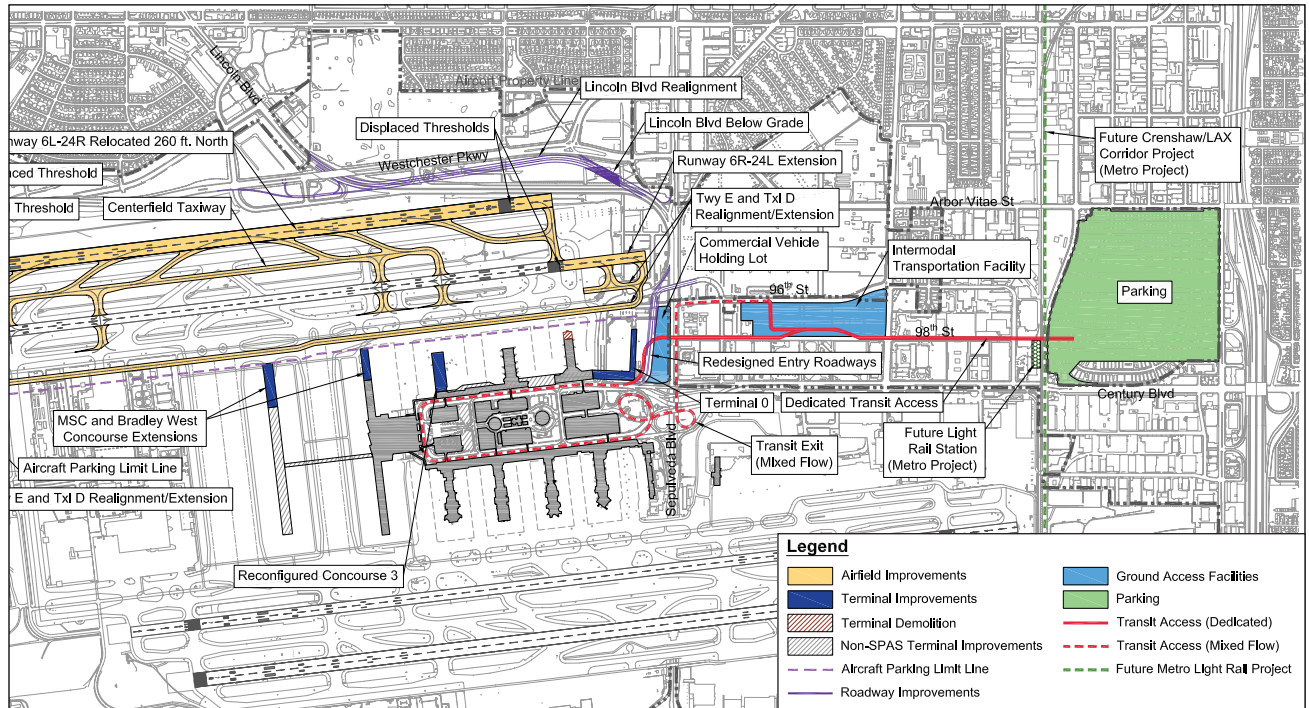 Lincoln Blvd
Airport Property Line
Lincoln Blvd Realignment
Displaced Thresholds
Lincoln Blvd Below Grade
nway 6L-24R Relocated 260 ft. North
Westchester Pkwy
Runway 6R-24L Extension
Future Crenshaw/LAX
Corridor Project
(Metro Project)
aced Threshold
Threshold
Centerfield Taxiway
Twy E and Txl D
Realignment/Extension
Arbor Vitae St
Commercial Vehicle
Holding Lot
Intermodal
Transportation Facility
96th St
Parking
98th St
Redesigned Entry Roadways
Terminal 0
Dedicated Transit Access
Century Blvd
MSC and Bradley West
Concourse Extensions
Transit Exit
(Mixed Flow)
Future Light
Rail Station
(Metro Project)
Sepulveda Blvd
Aircraft Parking Limit Line
y E and Txl D Realignment/Extension
Reconfigured Concourse 3
Legend
Airfield Improvements
Terminal Improvements
Terminal Demolition
Non-SPAS Terminal Improvements
Aircraft Parking Limit Line
Roadway Improvements
Ground Access Facilities
Parking
Transit Access (Dedicated)
Transit Access (Mixed Flow)
Future Metro Light Rail Project